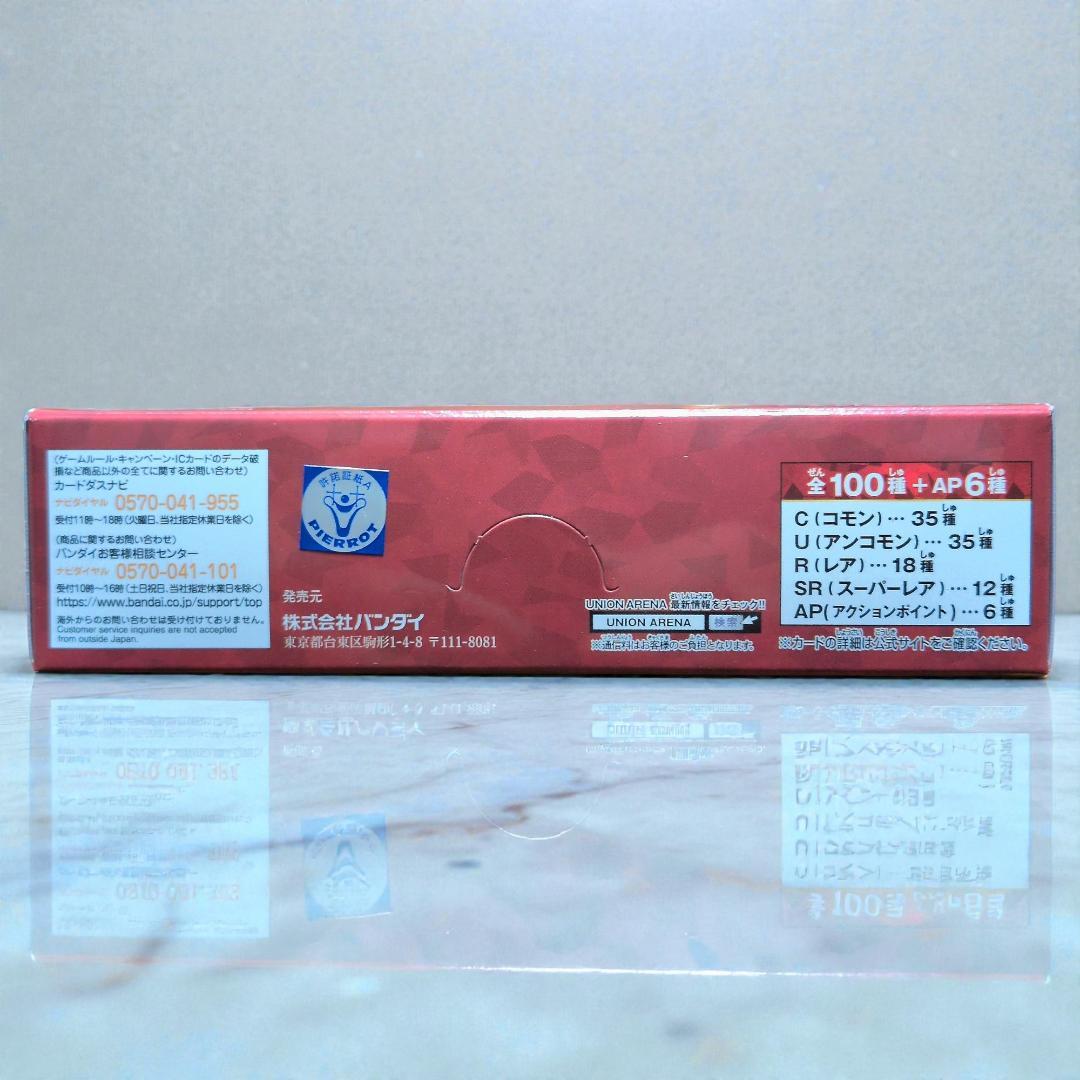 (ゲームルール・キャンペーン・ICカードのデータ破
損など商品以外の全てに関するお問い合わせ)
カードダスナビ
ナビダイヤル 0570-041-955
受付11時〜18時(火曜日、当社指定休業日を除く)
(商品に関するお問い合わせ)
バンダイお客様相談センター
ナビダイヤル 0570-041-101
受付10時〜16時(土日祝日、当社指定休業日を除く)
https://www.bandai.co.jp/support/top
海外からのお問い合わせは受け付けておりません。
Customer service inquiries are not accepted
from outside Japan.
許諾証紙A
PIERROT
発売元
株式会社バンダイ
東京都台東区駒形1-4-8 〒111-8081
UNION ARENA 最新情報をチェック!!
UNION ARENA 検索
※通信料はお客様のご負担となります。
全100種+AP6種
C(コモン)…35種
U(アンコモン)…35種
R(レア)…18種
SR(スーパーレア)…12種
AP(アクションポイント)…6種
※カードの詳細は公式サイトをご確認ください。